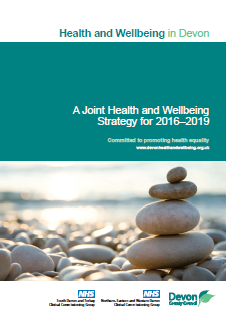 Health and Wellbeing in Devon
A Joint Health and Wellbeing
Strategy for 2016–2019
Committed to promoting health equality
www.devonhealthandwellbeing.org.uk
NHS
South Devon and Torbay
Clinical Commissioning Group
NHS
Northern, Eastern and Western Devon
Clinical Commissioning Group
Devon
County Council